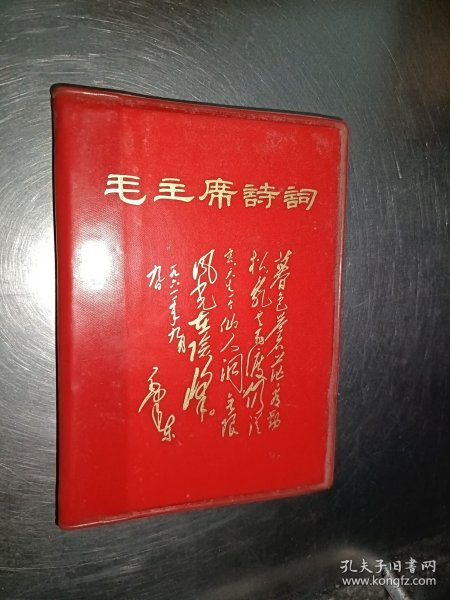 毛主席詩詞
暮色蒼茫看勁
松亂雲飛渡仍從
容天生一个仙人洞無限
風光在險峰。
一九六一年九月
九日
毛澤東
孔夫子旧书网
www.kongfz.com